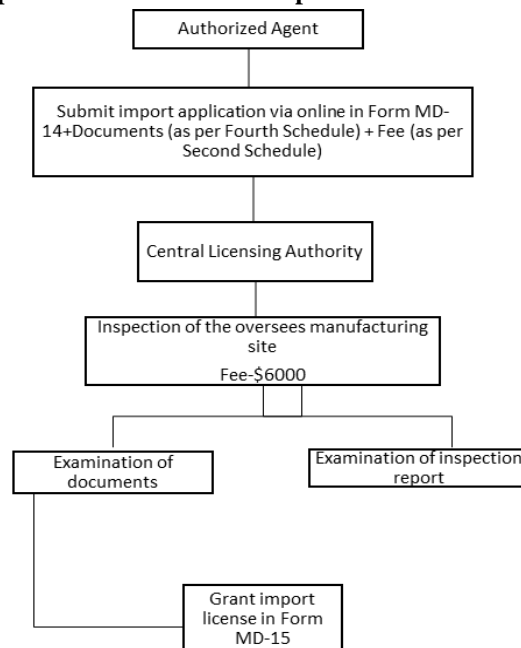 Authorized Agent
Submit import application via online in Form MD-
14+Documents (as per Fourth Schedule) + Fee (as per
Second Schedule)
Central Licensing Authority
Inspection of the oversees manufacturing
site
Fee-$6000
Examination of
documents
Examination of inspection
report
Grant import
license in Form
MD-15